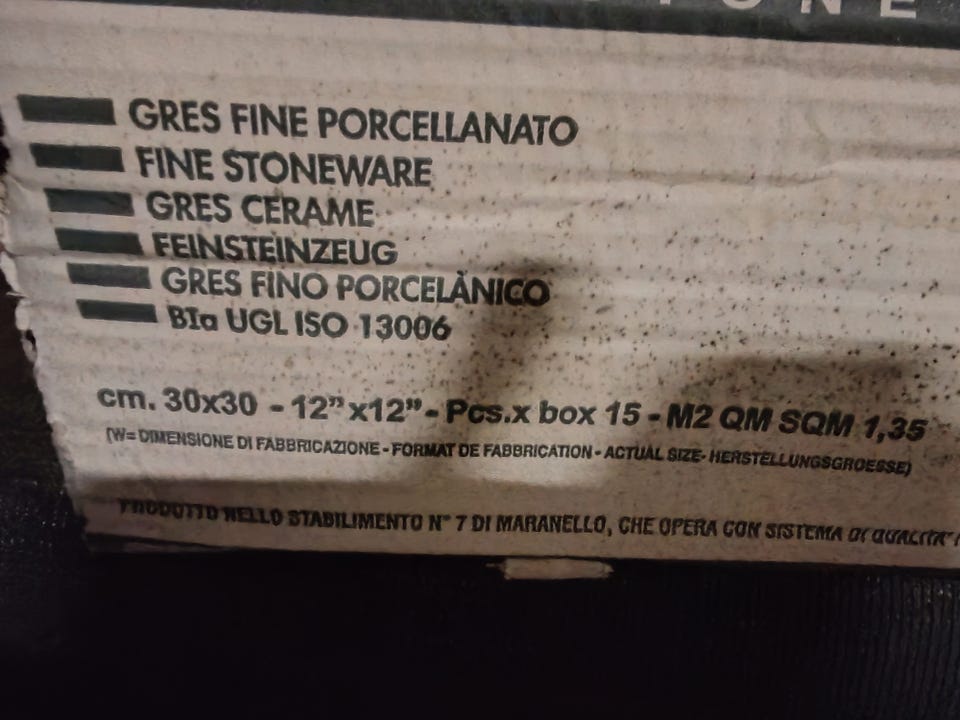 GRES FINE PORCELLANATO
FINE STONEWARE
GRES CERAME
FEINSTEINZEUG
GRES FINO PORCELÀNICO
BIa UGL ISO 13006
cm. 30x30 - 12”x12” - Pcs.x box 15 - M2 QM SQM 1,35
(W= DIMENSIONE DI FABBRICAZIONE - FORMAT DE FABBRICATION - ACTUAL SIZE- HERSTELLUNGSGROESSE)
PRODOTTO NELLO STABILIMENTO N° 7 DI MARANELLO, CHE OPERA CON SISTEMA DI QUALITA'